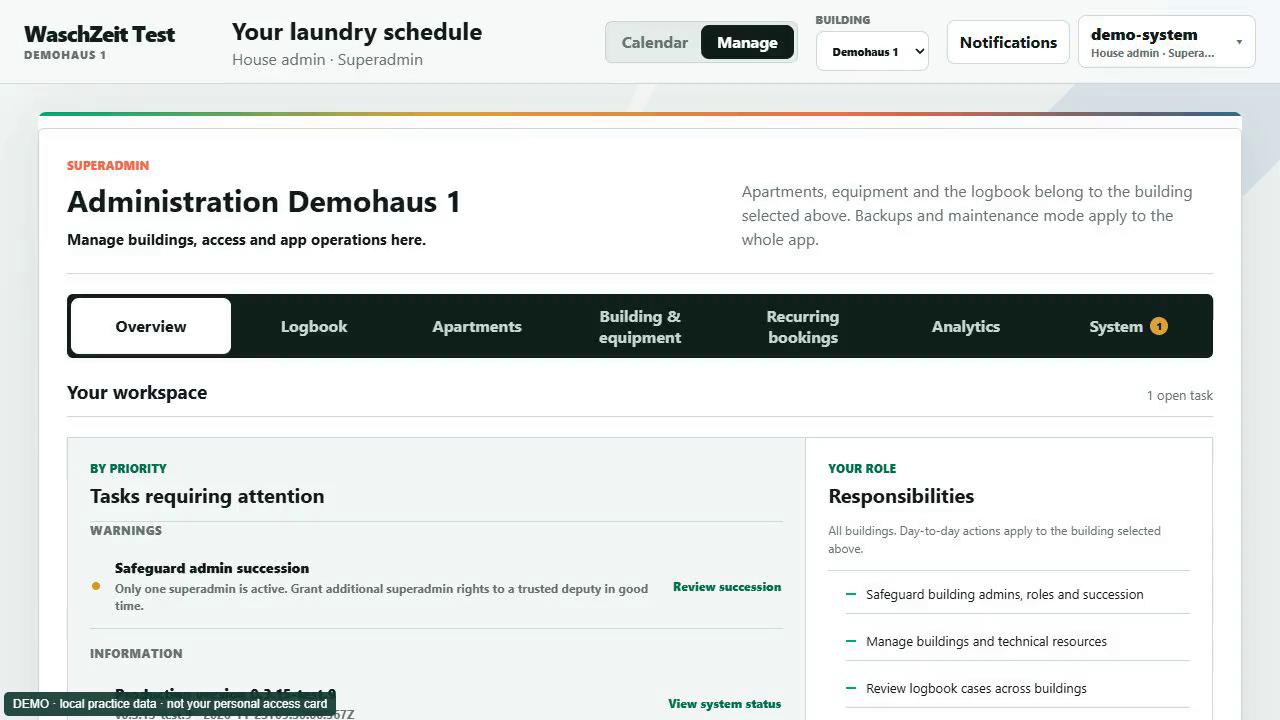 WaschZeit Test
DEMOHAUS 1
Your laundry schedule
House admin · Superadmin
Calendar
Manage
BUILDING
Demohaus 1
Notifications
demo-system
House admin · Supera...
SUPERADMIN
Administration Demohaus 1
Manage buildings, access and app operations here.
Apartments, equipment and the logbook belong to the building
selected above. Backups and maintenance mode apply to the
whole app.
Overview
Logbook
Apartments
Building &
equipment
Recurring
bookings
Analytics
System 1
Your workspace
1 open task
BY PRIORITY
Tasks requiring attention
WARNINGS
Safeguard admin succession
Only one superadmin is active. Grant additional superadmin rights to a trusted deputy in good
time.
Review succession
INFORMATION
Production version 0.3.15-test.9
View system status
YOUR ROLE
Responsibilities
All buildings. Day-to-day actions apply to the building selected
above.
Safeguard building admins, roles and succession
Manage buildings and technical resources
Review logbook cases across buildings
DEMO · local practice data · not your personal access card